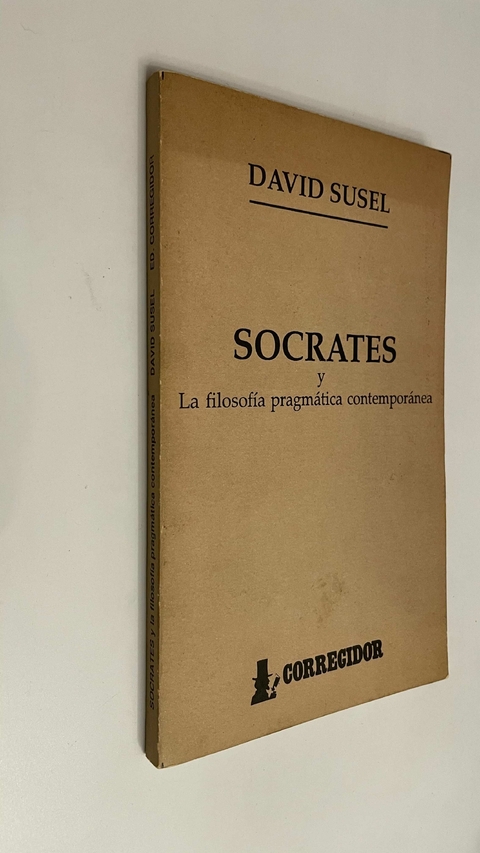 DAVID SUSEL
SOCRATES
y
La filosofía pragmática contemporánea
CORREGIDOR
SOCRATES y la filosofía pragmática contemporánea DAVID SUSEL ED. CORREGIDOR